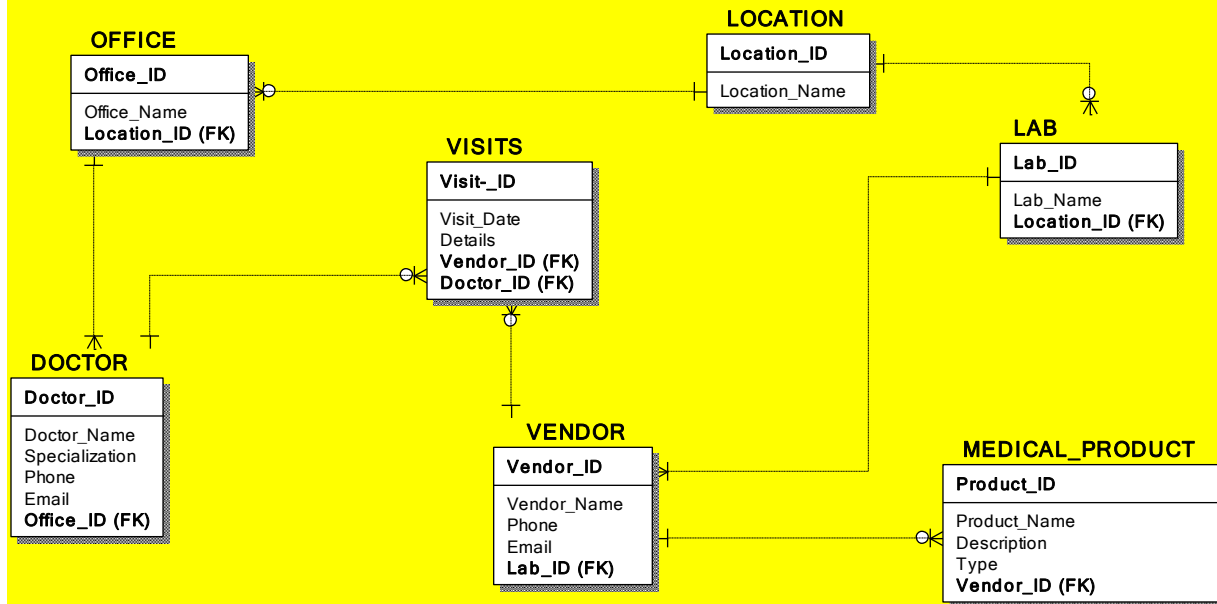 OFFICE
Office_ID
Office_Name
Location_ID (FK)
LOCATION
Location_ID
Location_Name
LAB
Lab_ID
Lab_Name
Location_ID (FK)
VISITS
Visit-_ID
Visit_Date
Details
Vendor_ID (FK)
Doctor_ID (FK)
DOCTOR
Doctor_ID
Doctor_Name
Specialization
Phone
Email
Office_ID (FK)
VENDOR
Vendor_ID
Vendor_Name
Phone
Email
Lab_ID (FK)
MEDICAL_PRODUCT
Product_ID
Product_Name
Description
Type
Vendor_ID (FK)